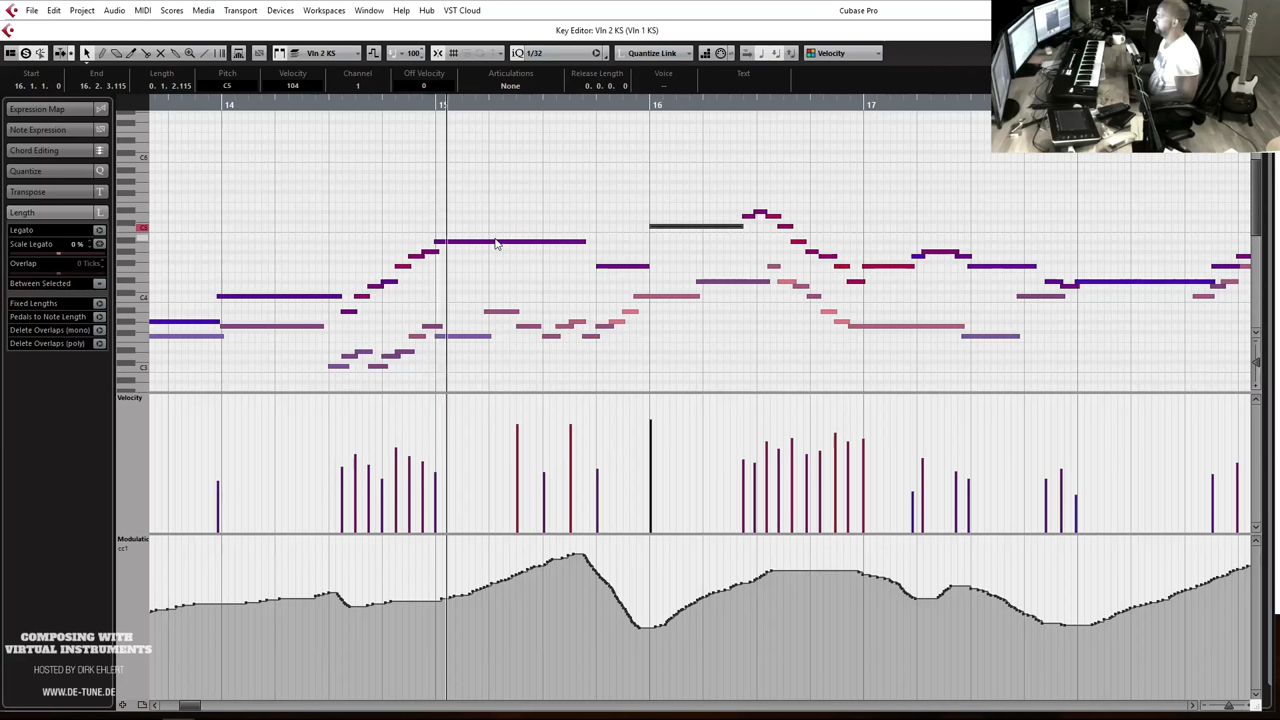 File Edit Project Audio MIDI Scores Media Transport Devices Workspaces Window Help Hub VST Cloud Cubase Pro
Key Editor: Vln 2 KS) (Vln 1 KS)
Vln 2 KS 100 1/32 Quantize Link Velocity
Start End Length Pitch Velocity Channel Off Velocity Articulations Release Length Voice Text
16. 1. 1. 0 16. 2. 3.115 0. 1. 2.115 C5 104 1 0 None 0. 0. 0. 0 --
14 15 16 17
Expression Map
Note Expression
Chord Editing
Quantize Q
Transpose T
Length L
Legato
Scale Legato 0 %
Overlap 0 Ticks
Between Selected
Fixed Lengths
Pedals to Note Length
Delete Overlaps (mono)
Delete Overlaps (poly)
C6
C5
C4
C3
Velocity
Modulatic
cc1
COMPOSING WITH
VIRTUAL INSTRUMENTS
HOSTED BY DIRK EHLERT
WWW.DE-TUNE.DE